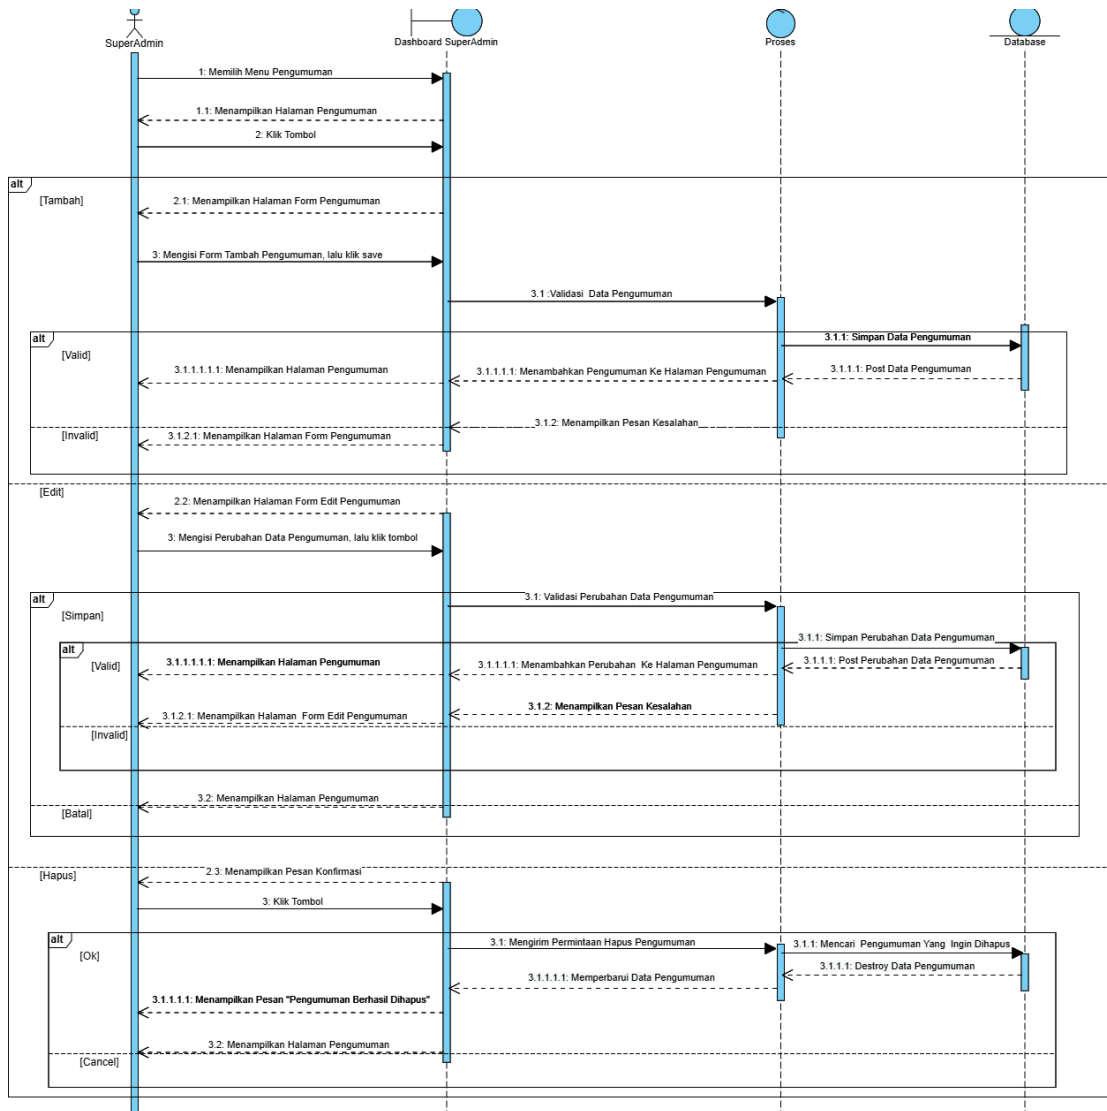 SuperAdmin
Dashboard SuperAdmin
Proses
Database
1: Memilih Menu Pengumuman
1.1: Menampilkan Halaman Pengumuman
2: Klik Tombol
alt
[Tambah]
2.1: Menampilkan Halaman Form Pengumuman
3: Mengisi Form Tambah Pengumuman, lalu klik save
3.1 :Validasi Data Pengumuman
alt
[Valid]
3.1.1: Simpan Data Pengumuman
3.1.1.1: Post Data Pengumuman
3.1.1.1.1: Menambahkan Pengumuman Ke Halaman Pengumuman
3.1.1.1.1.1: Menampilkan Halaman Pengumuman
3.1.2: Menampilkan Pesan Kesalahan
[Invalid]
3.1.2.1: Menampilkan Halaman Form Pengumuman
[Edit]
2.2: Menampilkan Halaman Form Edit Pengumuman
3: Mengisi Perubahan Data Pengumuman, lalu klik tombol
alt
3.1: Validasi Perubahan Data Pengumuman
[Simpan]
alt
3.1.1: Simpan Perubahan Data Pengumuman
[Valid]
3.1.1.1: Post Perubahan Data Pengumuman
3.1.1.1.1: Menambahkan Perubahan Ke Halaman Pengumuman
3.1.1.1.1.1: Menampilkan Halaman Pengumuman
3.1.2: Menampilkan Pesan Kesalahan
3.1.2.1: Menampilkan Halaman Form Edit Pengumuman
[Invalid]
3.2: Menampilkan Halaman Pengumuman
[Batal]
2.3: Menampilkan Pesan Konfirmasi
[Hapus]
3: Klik Tombol
alt
3.1: Mengirim Permintaan Hapus Pengumuman
3.1.1: Mencari Pengumuman Yang Ingin Dihapus
[Ok]
3.1.1.1: Destroy Data Pengumuman
3.1.1.1.1: Memperbarui Data Pengumuman
3.1.1.1.1: Menampilkan Pesan "Pengumuman Berhasil Dihapus"
3.2: Menampilkan Halaman Pengumuman
[Cancel]